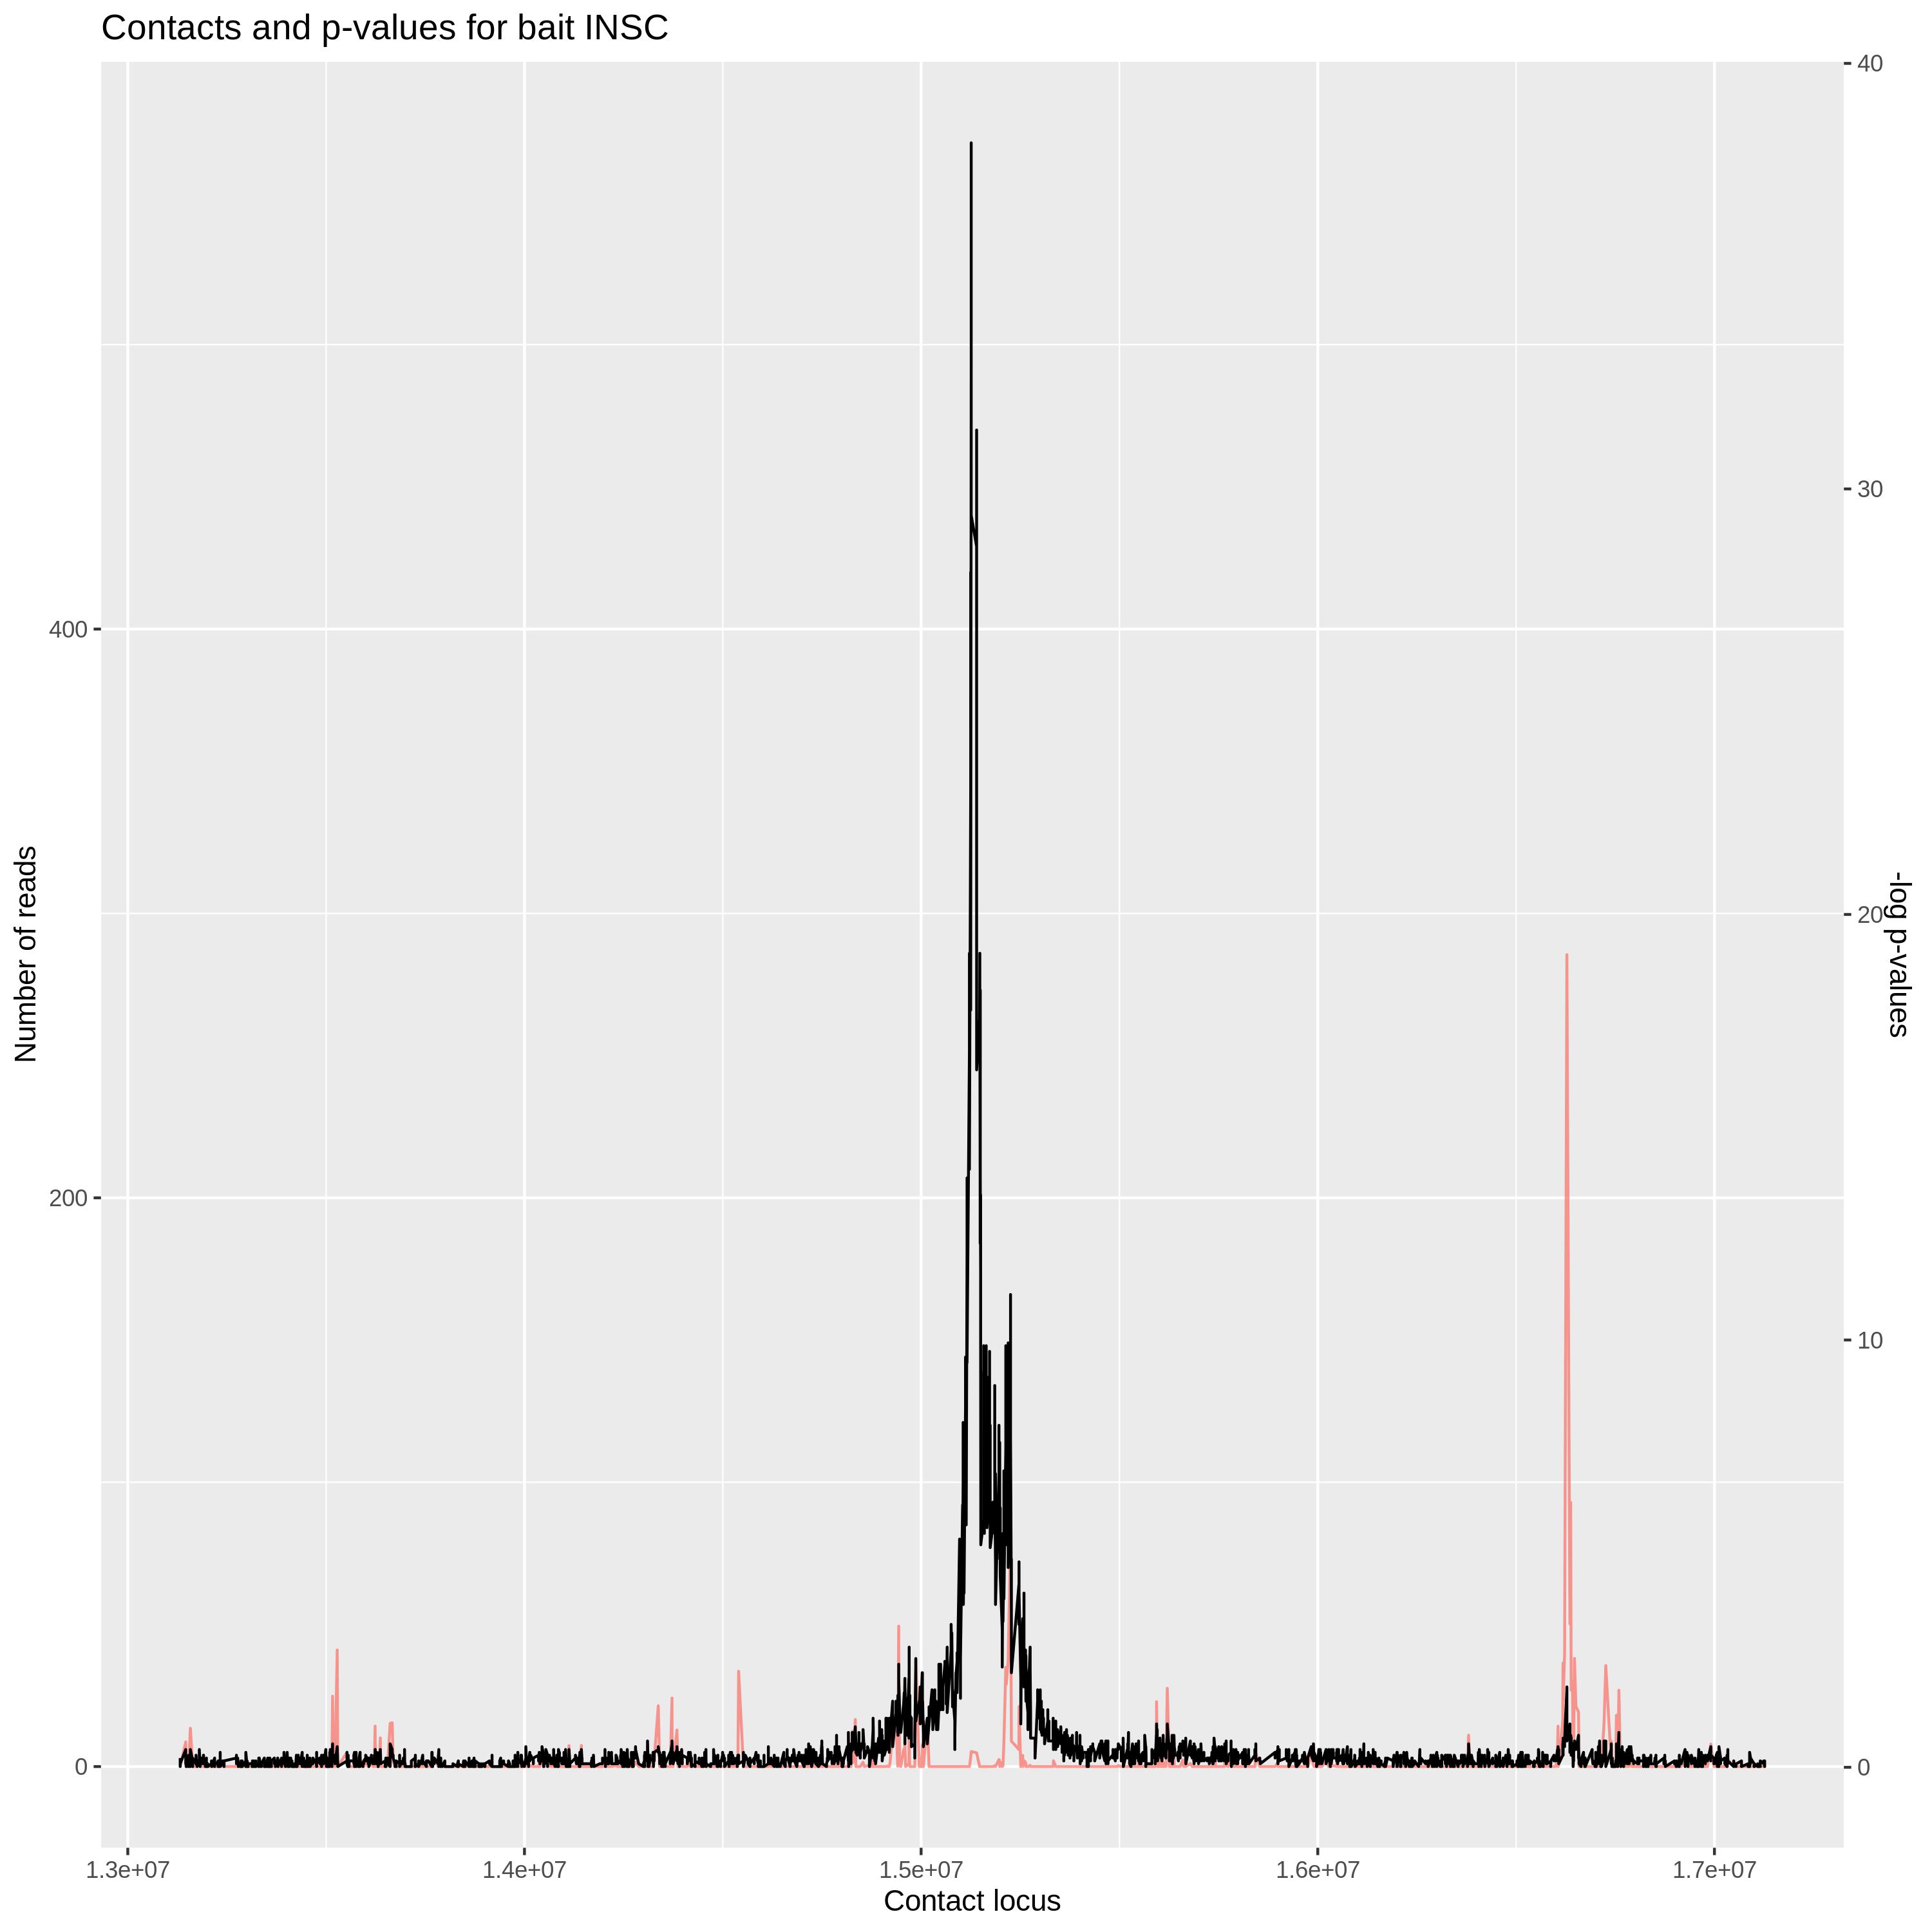 Contacts and p-values for bait INSC
40
30
400
20
Number of reads
-log p-values
200
10
0
0
1.3e+07
1.4e+07
1.5e+07
1.6e+07
1.7e+07
Contact locus